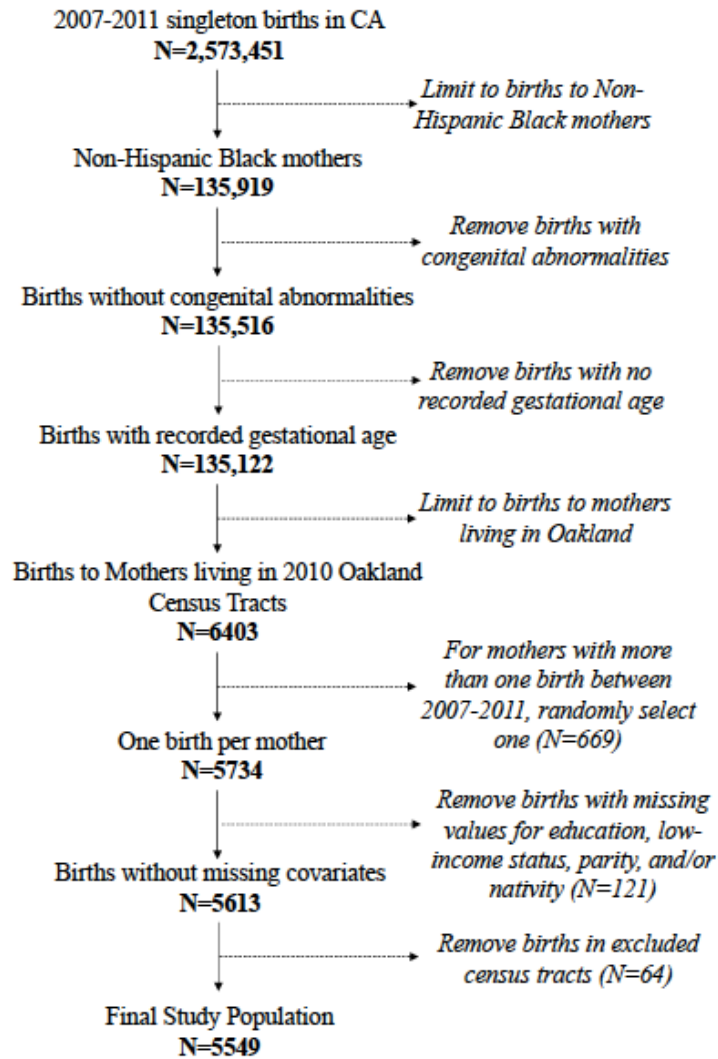 2007-2011 singleton births in CA
N=2,573,451
Limit to births to Non-
Hispanic Black mothers
Non-Hispanic Black mothers
N=135,919
Remove births with
congenital abnormalities
Births without congenital abnormalities
N=135,516
Remove births with no
recorded gestational age
Births with recorded gestational age
N=135,122
Limit to births to mothers
living in Oakland
Births to Mothers living in 2010 Oakland
Census Tracts
N=6403
For mothers with more
than one birth between
2007-2011, randomly select
one (N=669)
One birth per mother
N=5734
Remove births with missing
values for education, low-
income status, parity, and/or
nativity (N=121)
Births without missing covariates
N=5613
Remove births in excluded
census tracts (N=64)
Final Study Population
N=5549